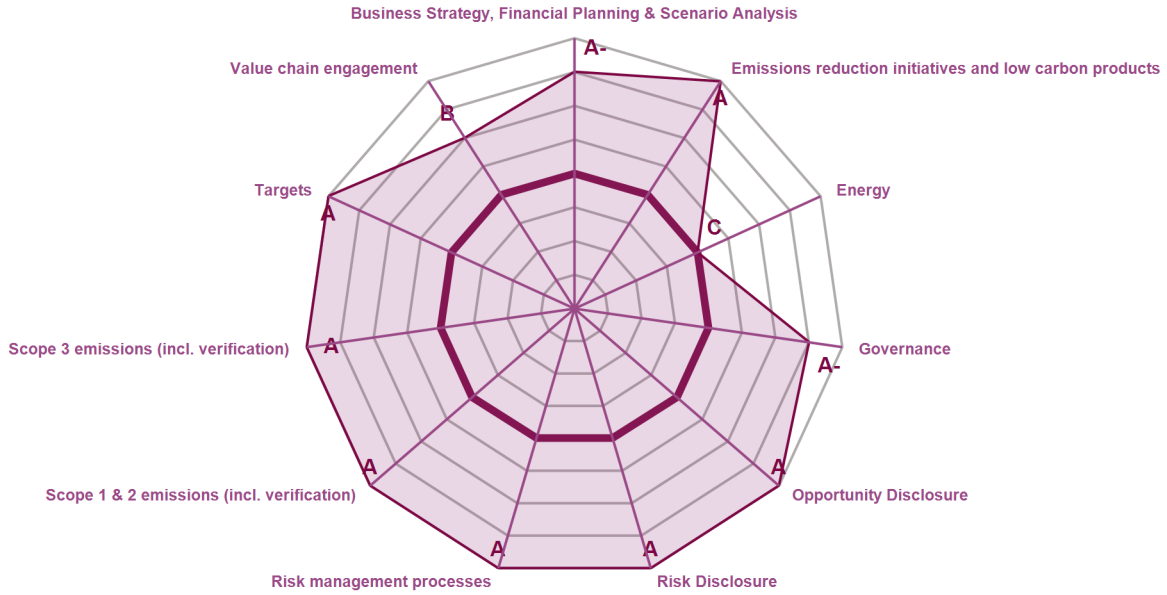 Business Strategy, Financial Planning & Scenario Analysis
A-
Emissions reduction initiatives and low carbon products
A
Value chain engagement
B
Energy
C
Targets
A
Scope 3 emissions (incl. verification)
A
Governance
A-
Scope 1 & 2 emissions (incl. verification)
A
Opportunity Disclosure
A
Risk management processes
A
Risk Disclosure
A